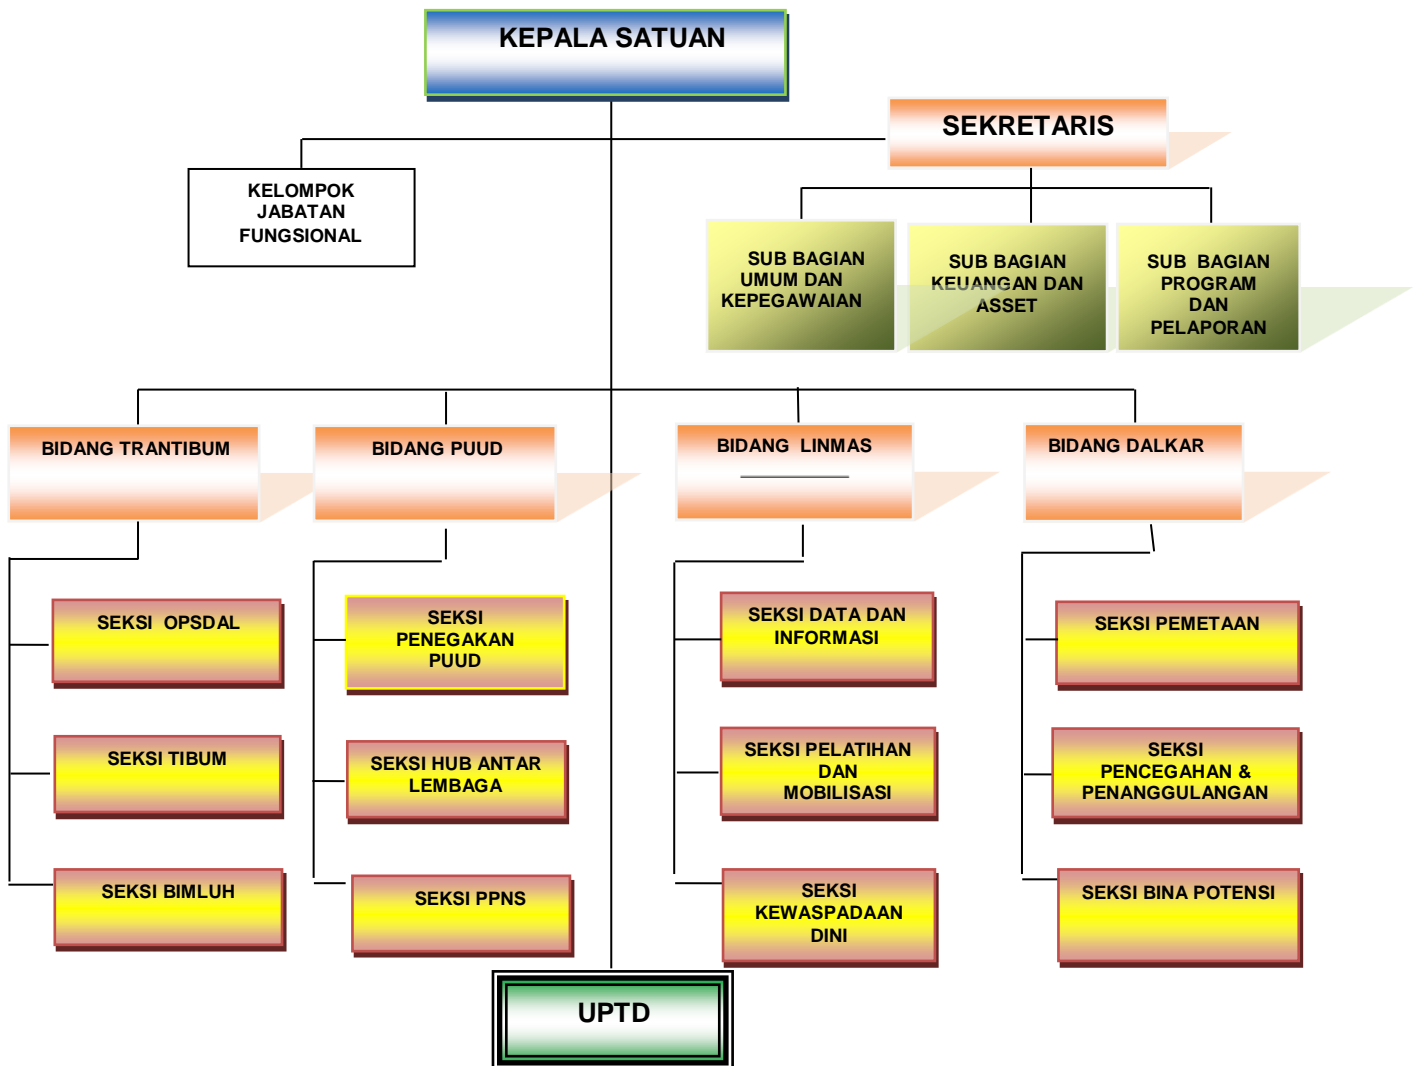 KEPALA SATUAN
SEKRETARIS
KELOMPOK
JABATAN
FUNGSIONAL
SUB BAGIAN
UMUM DAN
KEPEGAWAIAN
SUB BAGIAN
KEUANGAN DAN
ASSET
SUB BAGIAN
PROGRAM
DAN
PELAPORAN
BIDANG TRANTIBUM
BIDANG PUUD
BIDANG LINMAS
BIDANG DALKAR
SEKSI OPSDAL
SEKSI
PENEGAKAN
PUUD
SEKSI DATA DAN
INFORMASI
SEKSI PEMETAAN
SEKSI TIBUM
SEKSI HUB ANTAR
LEMBAGA
SEKSI PELATIHAN
DAN
MOBILISASI
SEKSI
PENCEGAHAN &
PENANGGULANGAN
SEKSI BIMLUH
SEKSI PPNS
SEKSI
KEWASPADAAN
DINI
SEKSI BINA POTENSI
UPTD